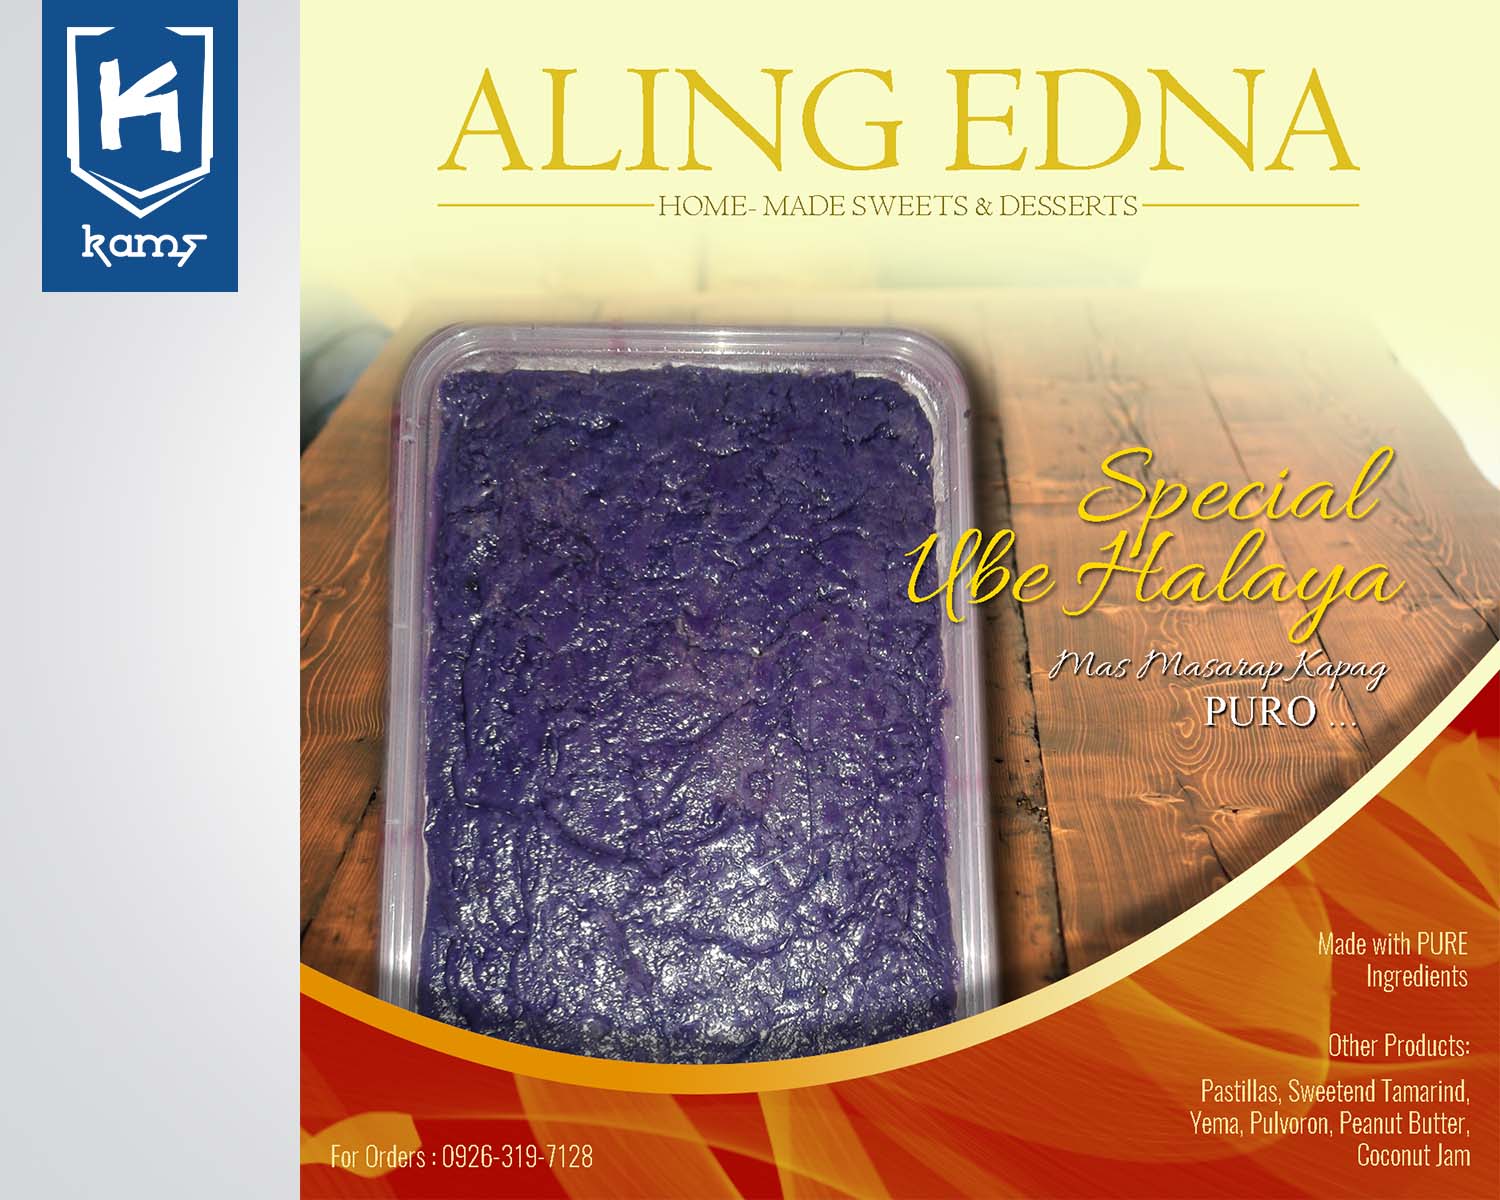 K
kams
ALING EDNA
HOME- MADE SWEETS & DESSERTS
Special
Ube Halaya
Mas Masarap Kapag
PURO ...
Made with PURE
Ingredients
Other Products:
Pastillas, Sweetend Tamarind,
Yema, Pulvoron, Peanut Butter,
Coconut Jam
For Orders : 0926-319-7128